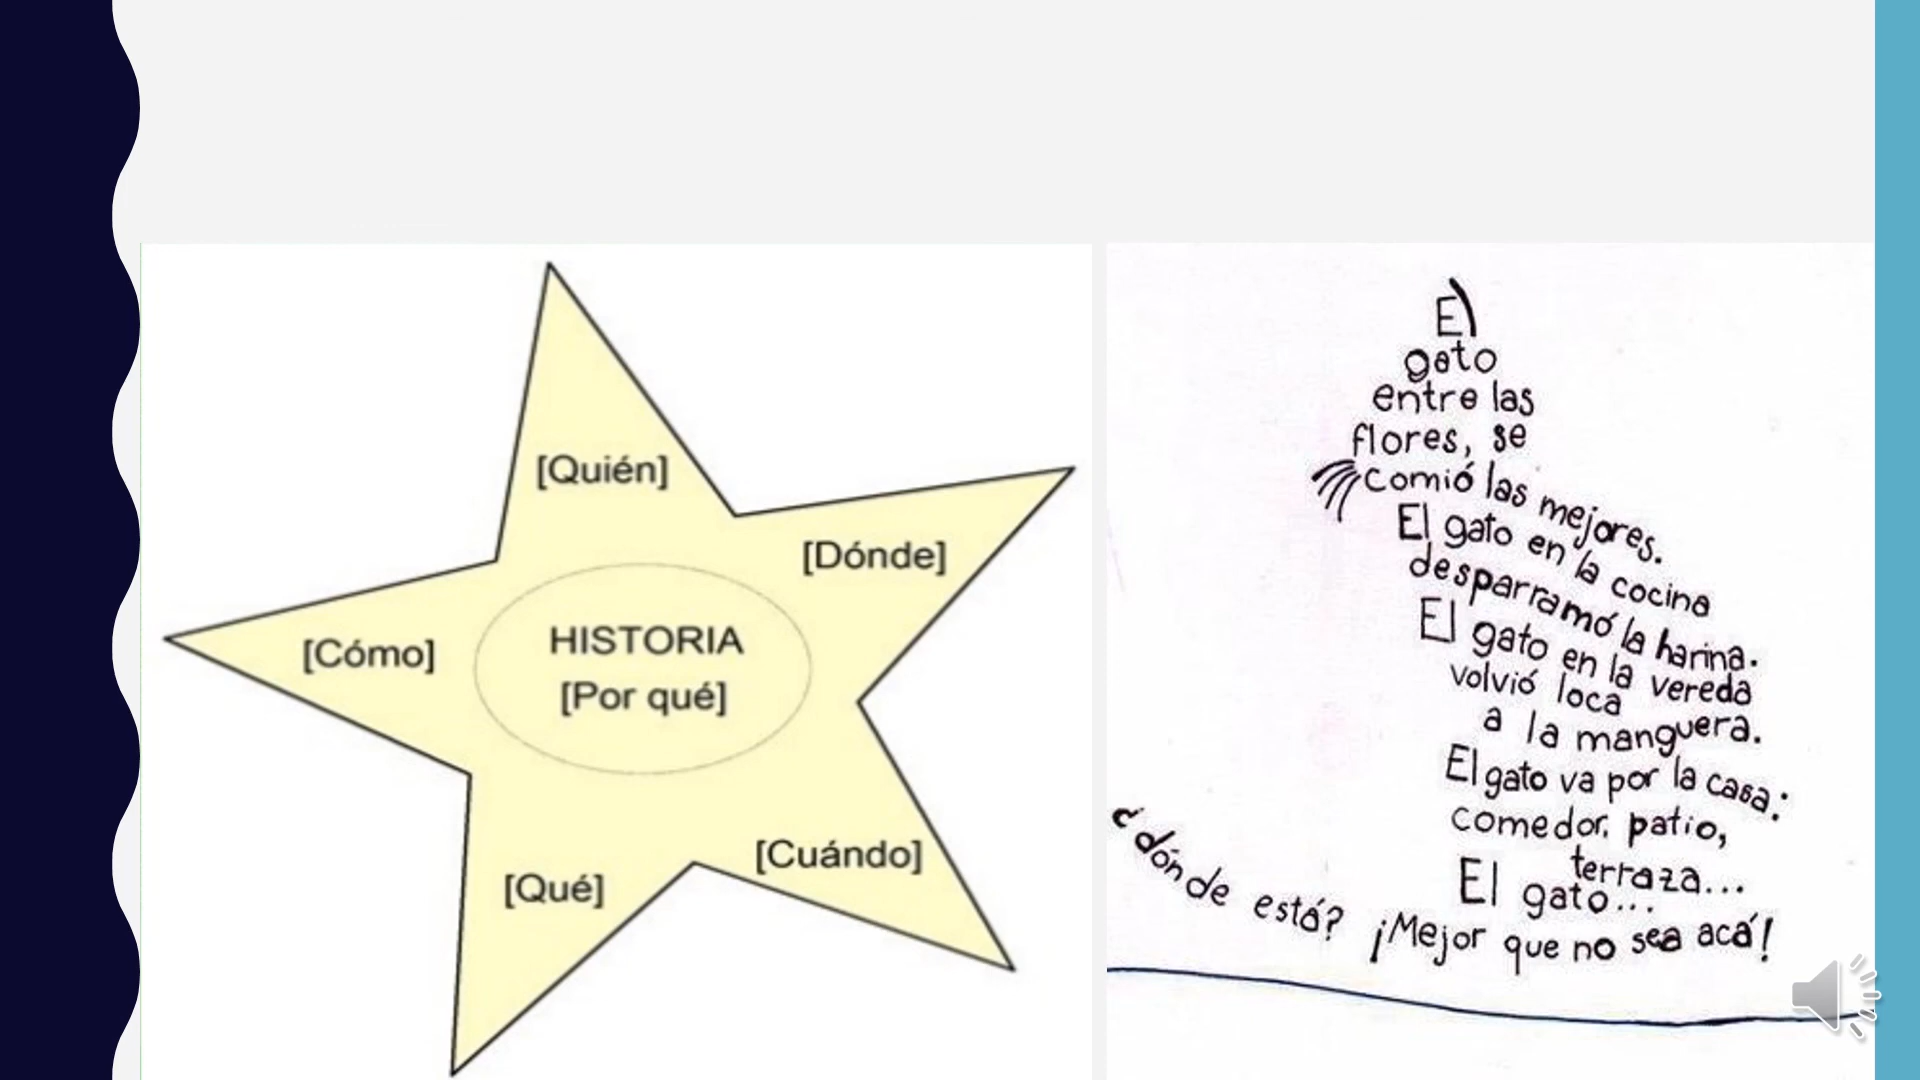 [Quién]
[Dónde]
[Cómo]
HISTORIA
[Por qué]
[Cuándo]
[Qué]
El
gato
entre las
flores, se
comió las mejores.
El gato en la cocina
desparramó la harina.
El gato en la vereda
volvió loca
a la manguera.
El gato va por la casa:
comedor, patio,
terraza...
El gato...
¿dónde está? ¡Mejor que no sea acá!